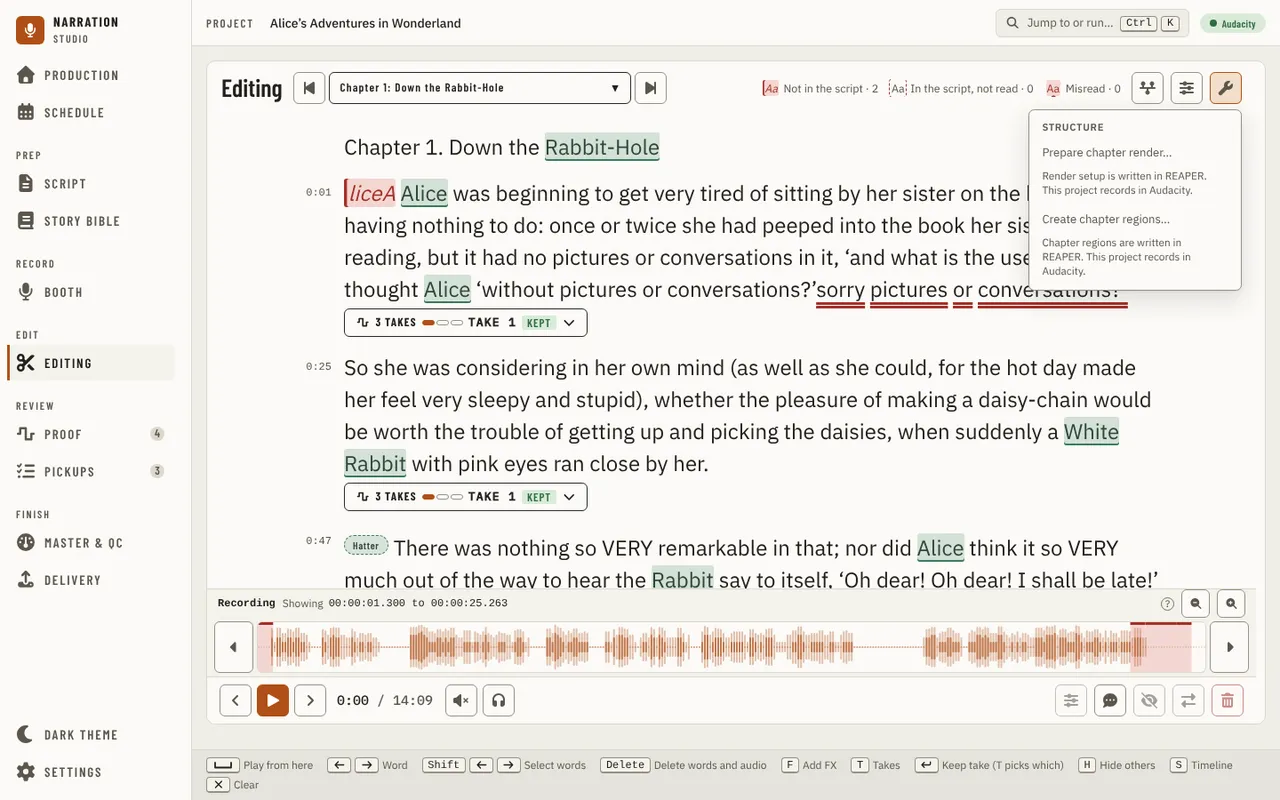 NARRATION
STUDIO
PRODUCTION
SCHEDULE
PREP
SCRIPT
STORY BIBLE
RECORD
BOOTH
EDIT
EDITING
REVIEW
PROOF 4
PICKUPS 3
FINISH
MASTER & QC
DELIVERY
DARK THEME
SETTINGS
PROJECT Alice’s Adventures in Wonderland
Jump to or run... Ctrl K
Audacity
Editing
Chapter 1: Down the Rabbit-Hole
Aa Not in the script · 2 Aa In the script, not read · 0 Aa Misread · 0
STRUCTURE
Prepare chapter render...
Render setup is written in REAPER.
This project records in Audacity.
Create chapter regions...
Chapter regions are written in
REAPER. This project records in
Audacity.
Chapter 1. Down the Rabbit-Hole
0:01 liceA Alice was beginning to get very tired of sitting by her sister on the
having nothing to do: once or twice she had peeped into the book her
reading, but it had no pictures or conversations in it, ‘and what is the
thought Alice ‘without pictures or conversations?’sorry pictures or conversations?
3 TAKES TAKE 1 KEPT
0:25 So she was considering in her own mind (as well as she could, for the hot day made
her feel very sleepy and stupid), whether the pleasure of making a daisy-chain would
be worth the trouble of getting up and picking the daisies, when suddenly a White
Rabbit with pink eyes ran close by her.
3 TAKES TAKE 1 KEPT
0:47 Hatter There was nothing so VERY remarkable in that; nor did Alice think it so VERY
much out of the way to hear the Rabbit say to itself, ‘Oh dear! Oh dear! I shall be late!’
Recording Showing 00:00:01.300 to 00:00:25.263 ?
0:00 / 14:09
Play from here ← → Word Shift ← → Select words Delete Delete words and audio F Add FX T Takes ↵ Keep take (T picks which) H Hide others S Timeline
✕ Clear